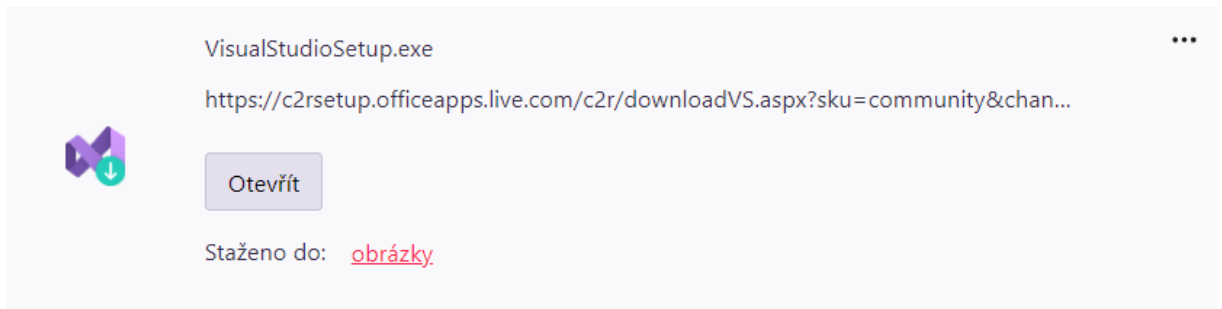 VisualStudioSetup.exe
https://c2rsetup.officeapps.live.com/c2r/downloadVS.aspx?sku=community&chan...
Otevřít
Staženo do: obrázky